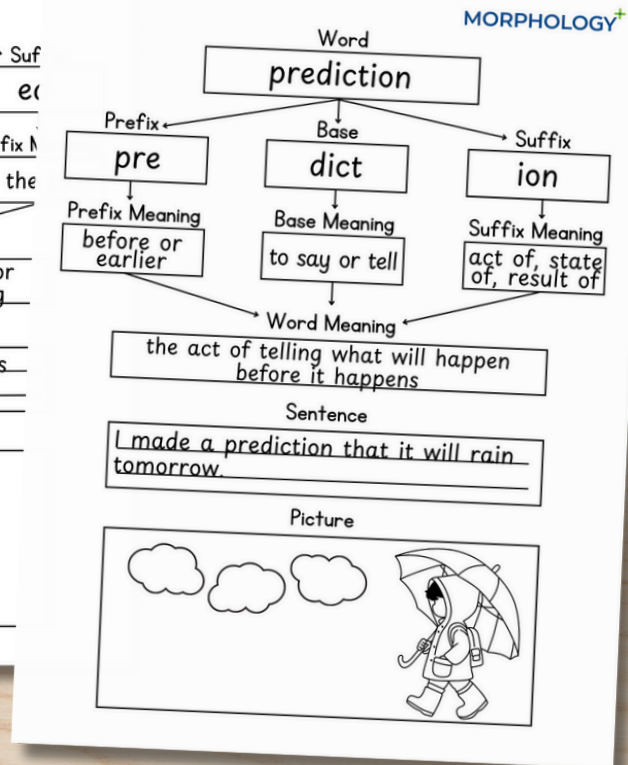 MORPHOLOGY+
Word
prediction
Prefix
Base
Suffix
pre
dict
ion
Prefix Meaning
Base Meaning
Suffix Meaning
before or
earlier
to say or tell
act of, state
of, result of
Word Meaning
the act of telling what will happen
before it happens
Sentence
I made a prediction that it will rain
tomorrow.
Picture
the